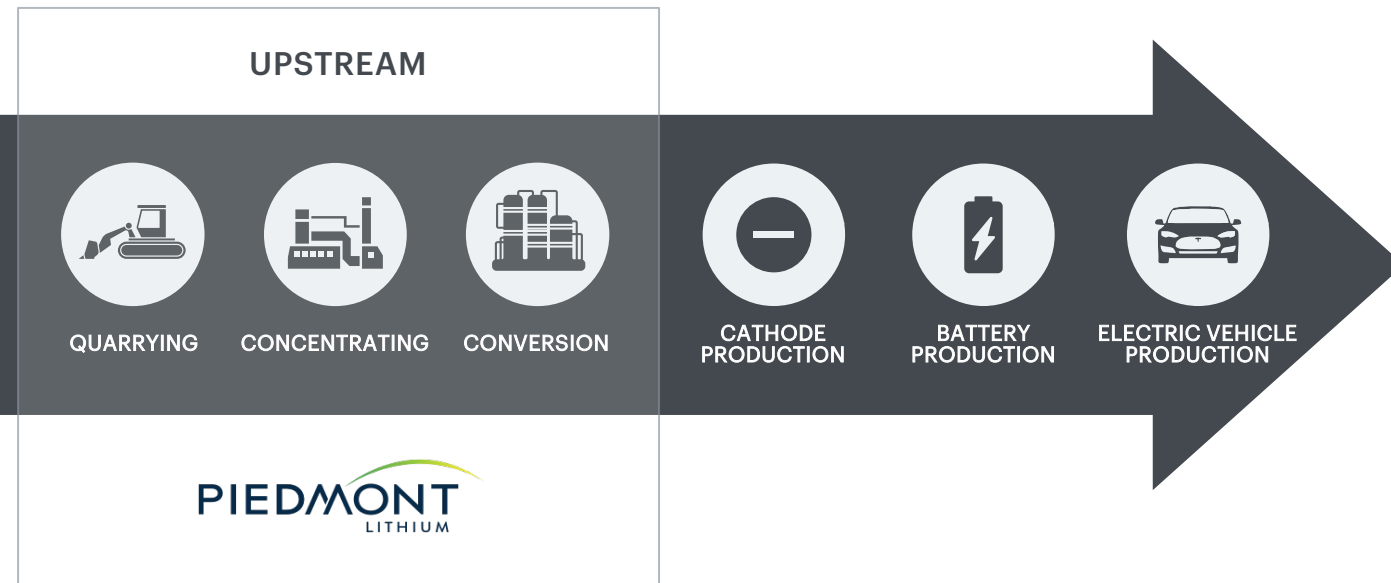 UPSTREAM
QUARRYING
CONCENTRATING
CONVERSION
CATHODE
PRODUCTION
BATTERY
PRODUCTION
ELECTRIC VEHICLE
PRODUCTION
PIEDMONT
LITHIUM